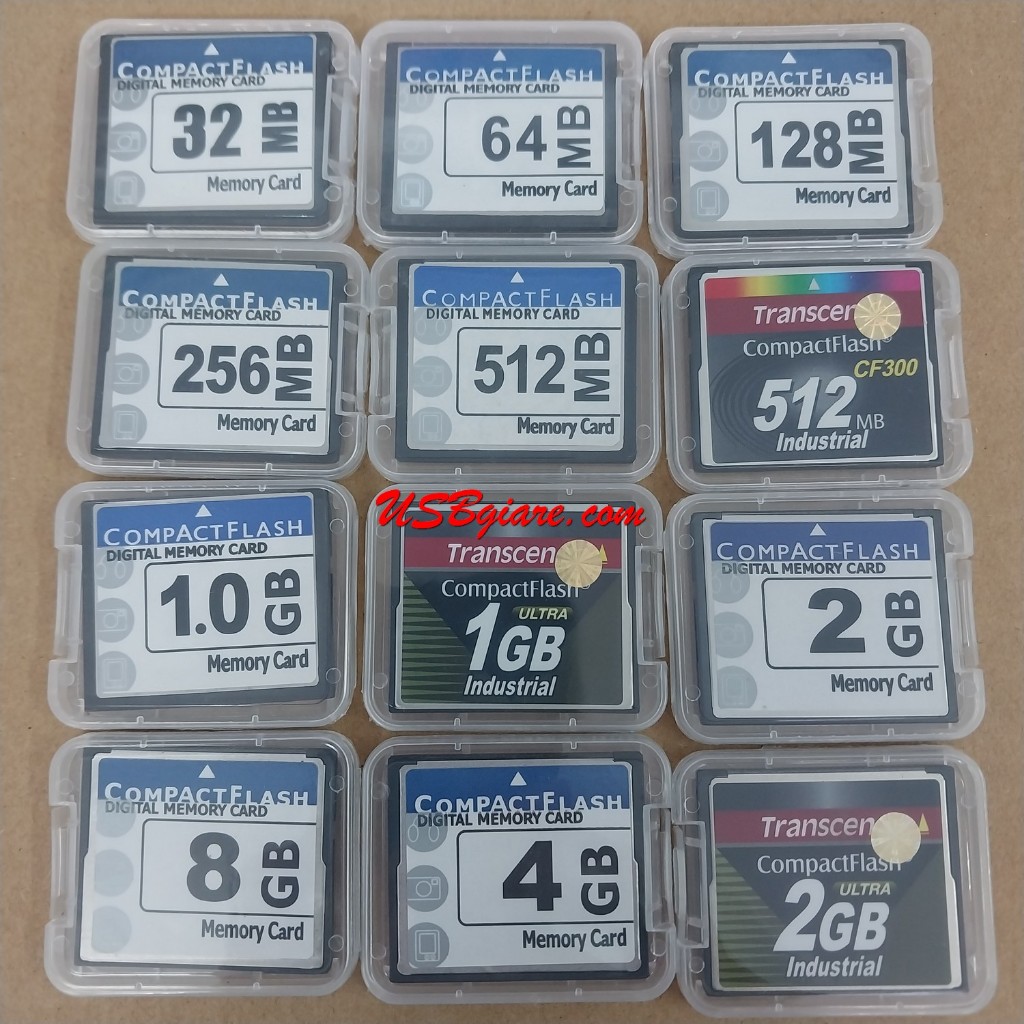 COMPACTFLASH
DIGITAL MEMORY CARD
32 MB
Memory Card
COMPACTFLASH
DIGITAL MEMORY CARD
64 MB
Memory Card
COMPACTFLASH
DIGITAL MEMORY CARD
128 MB
Memory Card
COMPACTFLASH
DIGITAL MEMORY CARD
256 MB
Memory Card
COMPACTFLASH
DIGITAL MEMORY CARD
512 MB
Memory Card
Transcen
CompactFlash®
CF300
512 MB
Industrial
USBgiare.com
COMPACTFLASH
DIGITAL MEMORY CARD
1.0 GB
Memory Card
Transcen
CompactFlash®
ULTRA
1GB
Industrial
COMPACTFLASH
DIGITAL MEMORY CARD
2 GB
Memory Card
COMPACTFLASH
DIGITAL MEMORY CARD
8 GB
Memory Card
COMPACTFLASH
DIGITAL MEMORY CARD
4 GB
Memory Card
Transcen
CompactFlash
ULTRA
2GB
Industrial